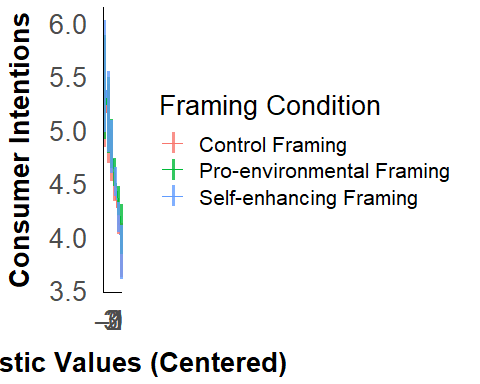 Consumer Intentions
6.0
5.5
5.0
4.5
4.0
3.5
Framing Condition
Control Framing
Pro-environmental Framing
Self-enhancing Framing
Values (Centered)